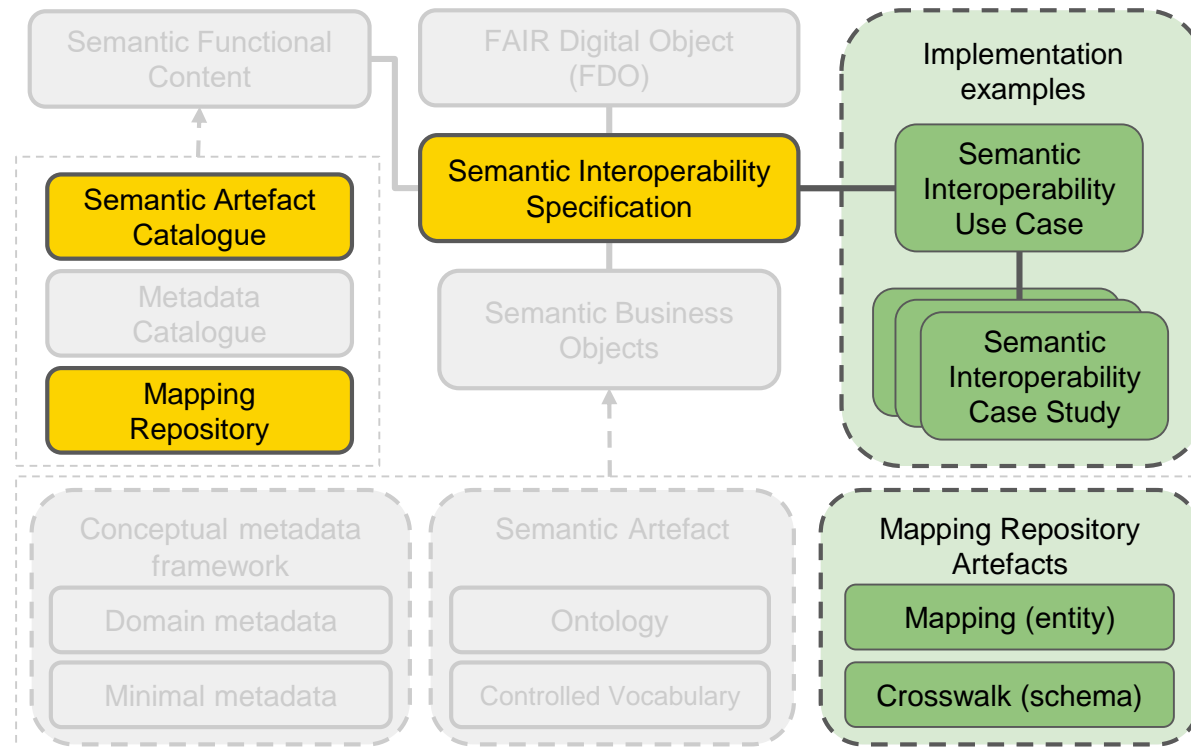 Semantic Functional
Content
FAIR Digital Object
(FDO)
Implementation
examples
Semantic Interoperability
Specification
Semantic
Interoperability
Use Case
Semantic Artefact
Catalogue
Metadata
Catalogue
Mapping
Repository
Semantic Business
Objects
Semantic
Interoperability
Case Study
Conceptual metadata
framework
Domain metadata
Minimal metadata
Semantic Artefact
Ontology
Controlled Vocabulary
Mapping Repository
Artefacts
Mapping (entity)
Crosswalk (schema)